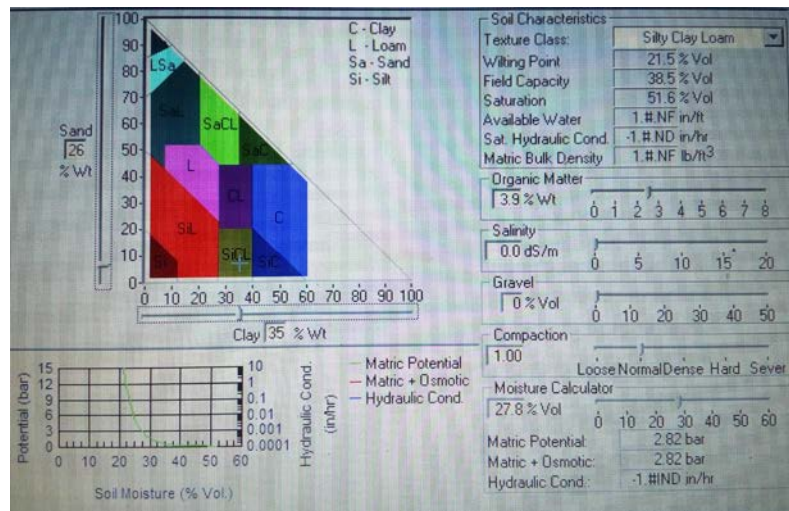 C - Clay
L - Loam
Sa - Sand
Si - Silt
100
90
80
70
60
50
40
30
20
10
0
Sand
26
% Wt
LSa
SaL
SaCL
SaC
L
CL
C
SiL
SiCL
SiC
Si
0 10 20 30 40 50 60 70 80 90 100
Clay 35 % Wt
Soil Characteristics
Texture Class: Silty Clay Loam
Wilting Point 21.5 % Vol
Field Capacity 38.5 % Vol
Saturation 51.6 % Vol
Available Water 1.#NF in/ft
Sat. Hydraulic Cond. -1.#ND in/hr
Matric Bulk Density 1.#NF lb/ft3
Organic Matter
3.9 % Wt
0 1 2 3 4 5 6 7 8
Salinity
0.0 dS/m
0 5 10 15 20
Gravel
0 % Vol
0 10 20 30 40 50
Compaction
1.00
Loose Normal Dense Hard Sever
Moisture Calculator
27.8 % Vol
0 10 20 30 40 50 60
Matric Potential: 2.82 bar
Matric + Osmotic: 2.82 bar
Hydraulic Cond.: -1.#IND in/hr
Potential (bar)
15
12
9
6
3
0
10
1
0.1
0.01
0.001
0.0001
Hydraulic Cond.
(in/hr)
0 10 20 30 40 50 60
Soil Moisture (% Vol.)
Matric Potential
Matric + Osmotic
Hydraulic Cond.